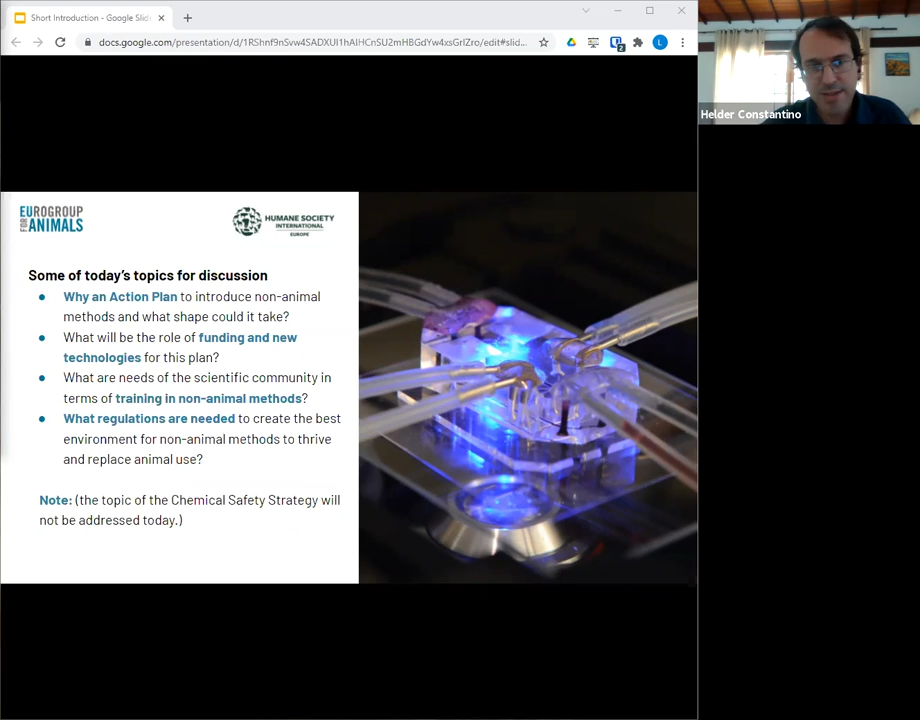 Short Introduction - Google Slid
docs.google.com/presentation/d/1RShnf9nSvw4SADXUI1hAIHCnSU2mHBGdYw4xsGrIZro/edit#slid...
2
L
Helder Constantino
EUROGROUP
FOR ANIMALS
HUMANE SOCIETY
INTERNATIONAL
EUROPE
Some of today's topics for discussion
● Why an Action Plan to introduce non-animal
methods and what shape could it take?
● What will be the role of funding and new
technologies for this plan?
● What are needs of the scientific community in
terms of training in non-animal methods?
● What regulations are needed to create the best
environment for non-animal methods to thrive
and replace animal use?
Note: (the topic of the Chemical Safety Strategy will
not be addressed today.)